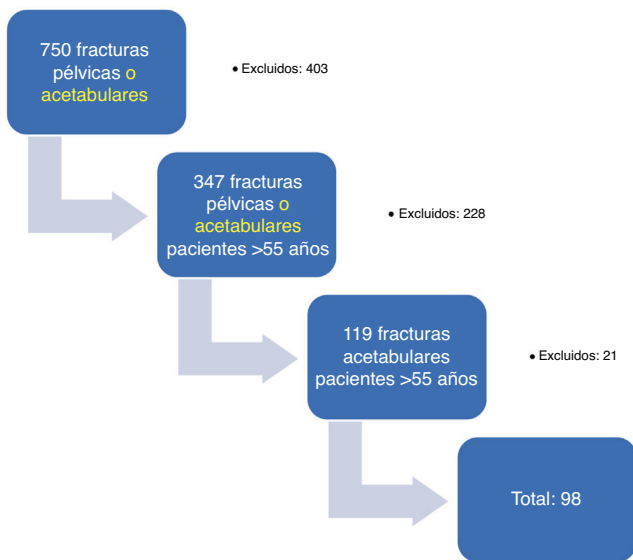 750 fracturas
pélvicas o
acetabulares
• Excluidos: 403
347 fracturas
pélvicas o
acetabulares
pacientes >55 años
• Excluidos: 228
119 fracturas
acetabulares
pacientes >55 años
• Excluidos: 21
Total: 98